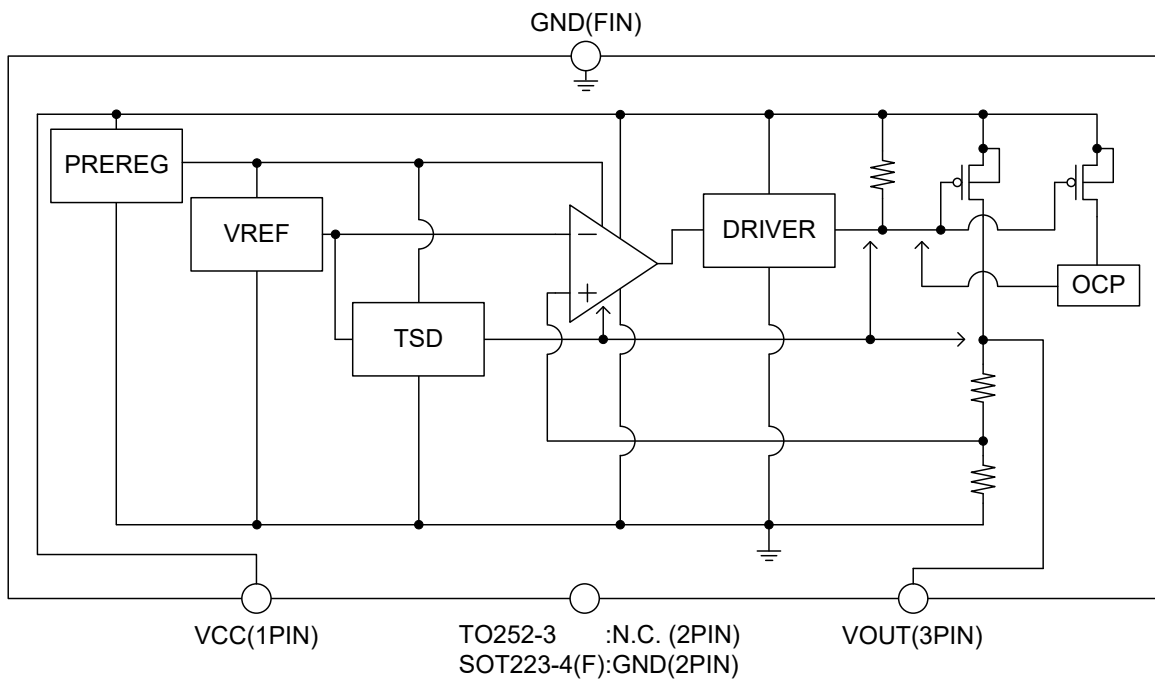 GND(FIN)
PREREG
VREF
−
+
TSD
DRIVER
OCP
VCC(1PIN)
TO252-3 :N.C. (2PIN)
SOT223-4(F):GND(2PIN)
VOUT(3PIN)